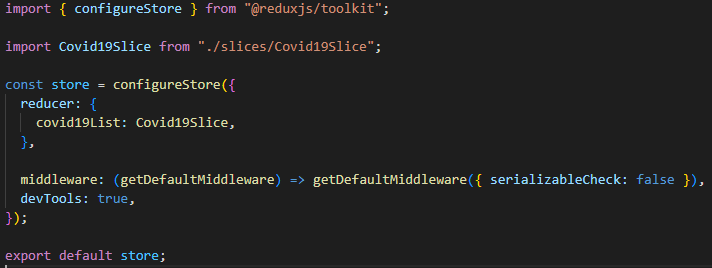 import { configureStore } from "@reduxjs/toolkit";
import Covid19Slice from "./slices/Covid19Slice";
const store = configureStore({
reducer: {
covid19List: Covid19Slice,
},
middleware: (getDefaultMiddleware) => getDefaultMiddleware({ serializableCheck: false }),
devTools: true,
});
export default store;